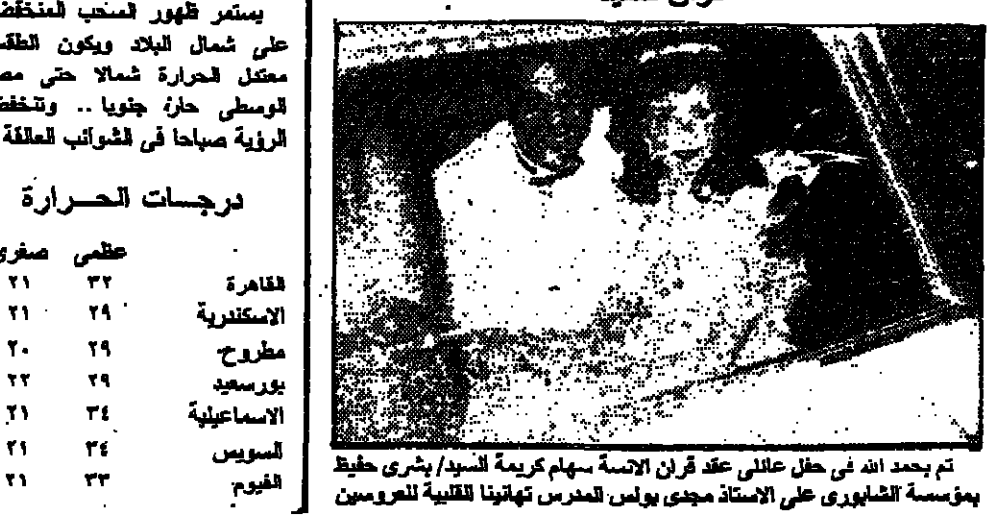 يستمر ظهور السحب المنخفضة
على شمال البلاد ويكون الطقس
معتدل الحرارة شمالا حتى مصر
الوسطى حارة جنوبا .. وتنخفض
الرؤية صباحا فى الشوائب العالقة
درجات الحــرارة
عظمى صغرى
القاهرة ٣٢ ٢١
الاسكندرية ٢٩ ٢١
مطروح ٢٩ ٢٠
بورسعيد ٢٩ ٢٢
الاسماعيلية ٣٤ ٢١
السويس ٣٤ ٢١
الفيوم ٣٣ ٢١
تم بحمد الله فى حفل عائلى عقد قران الانسة سهام كريمة السيد/ بشرى حفيظ
بمؤسسة الشابورى على الاستاذ مجدى بولس المدرس تهانينا القلبية للعروسين